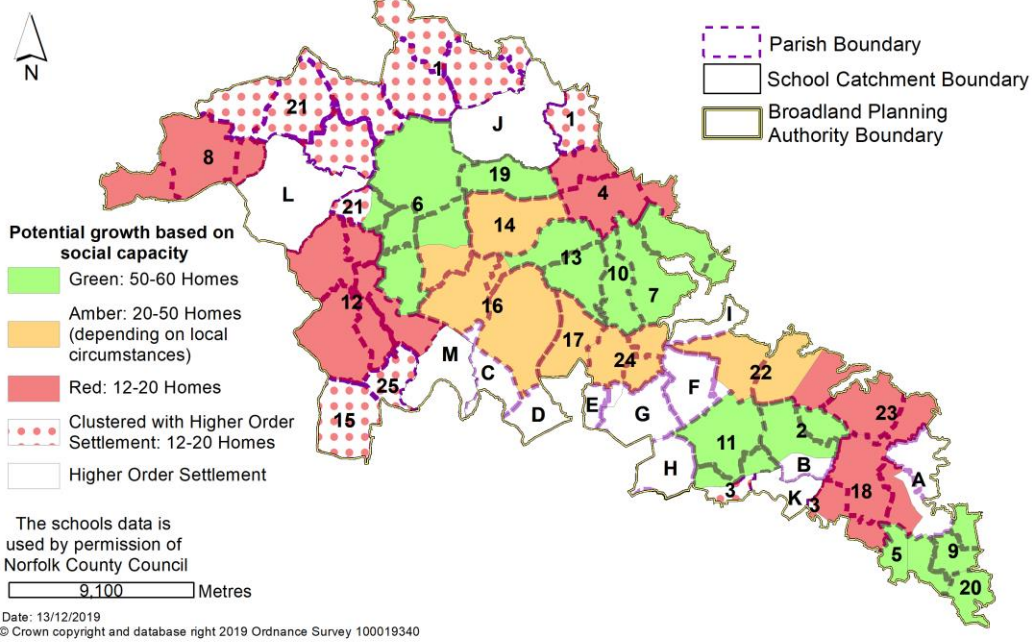 N
Parish Boundary
School Catchment Boundary
Broadland Planning
Authority Boundary
1
21
J
1
8
19
L
4
21
6
14
13
10
7
12
16
I
17
M
24
22
C
F
25
E
23
D
G
2
15
11
B
H
3
K
3
18
A
5
9
20
Potential growth based on
social capacity
Green: 50-60 Homes
Amber: 20-50 Homes
(depending on local
circumstances)
Red: 12-20 Homes
Clustered with Higher Order
Settlement: 12-20 Homes
Higher Order Settlement
The schools data is
used by permission of
Norfolk County Council
9,100 Metres
Date: 13/12/2019
© Crown copyright and database right 2019 Ordnance Survey 100019340